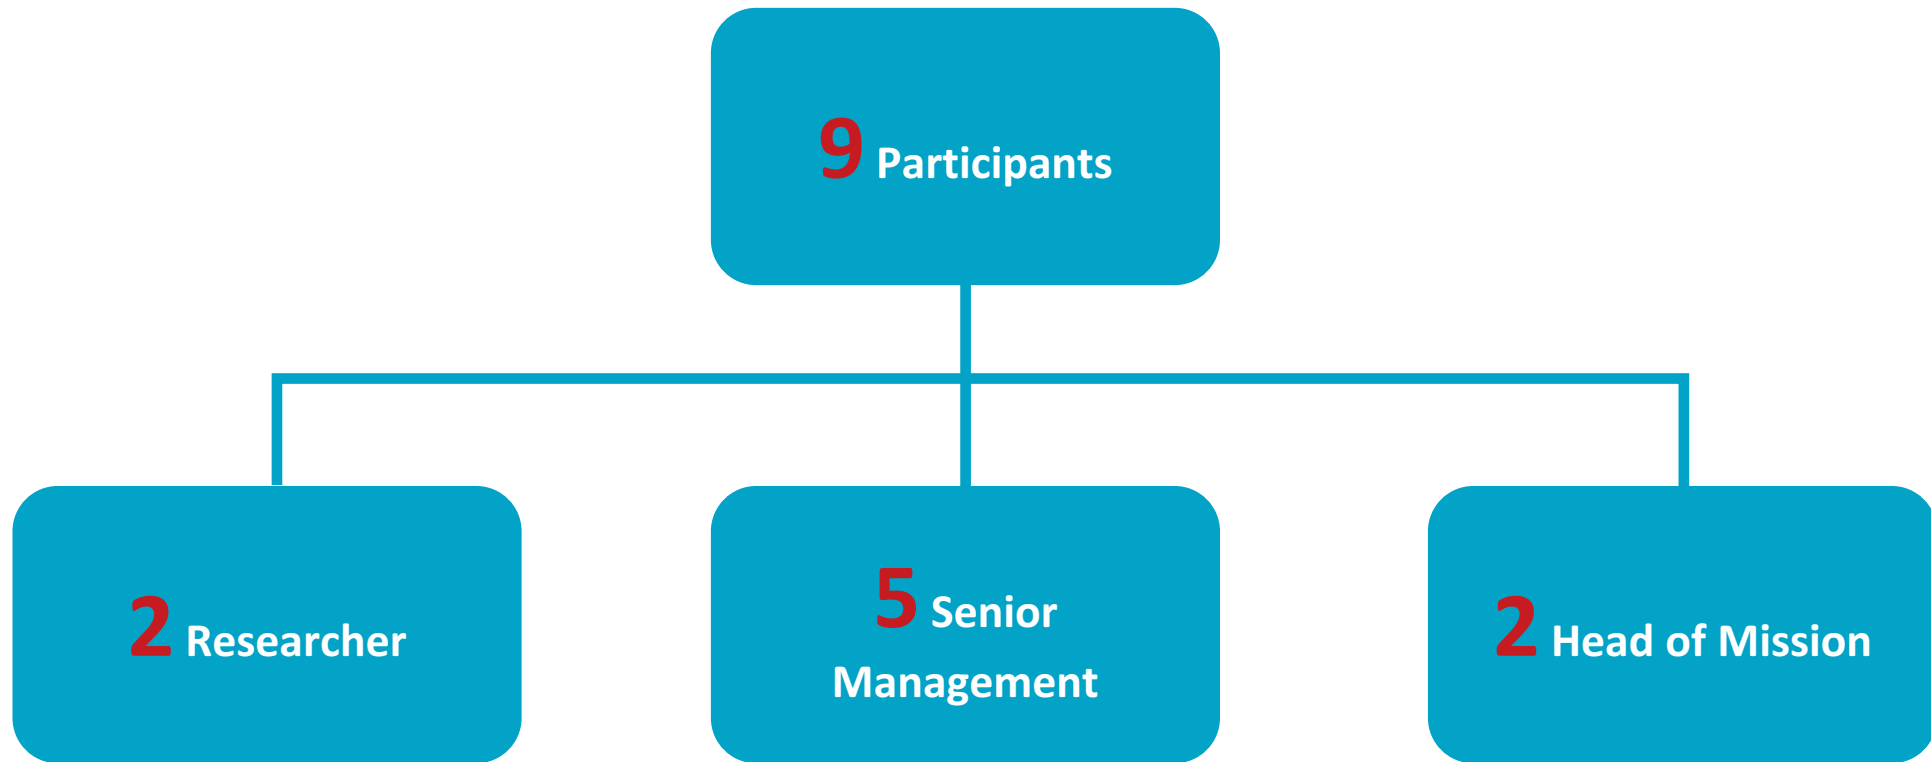 9 Participants
2 Researcher
5 Senior
Management
2 Head of Mission